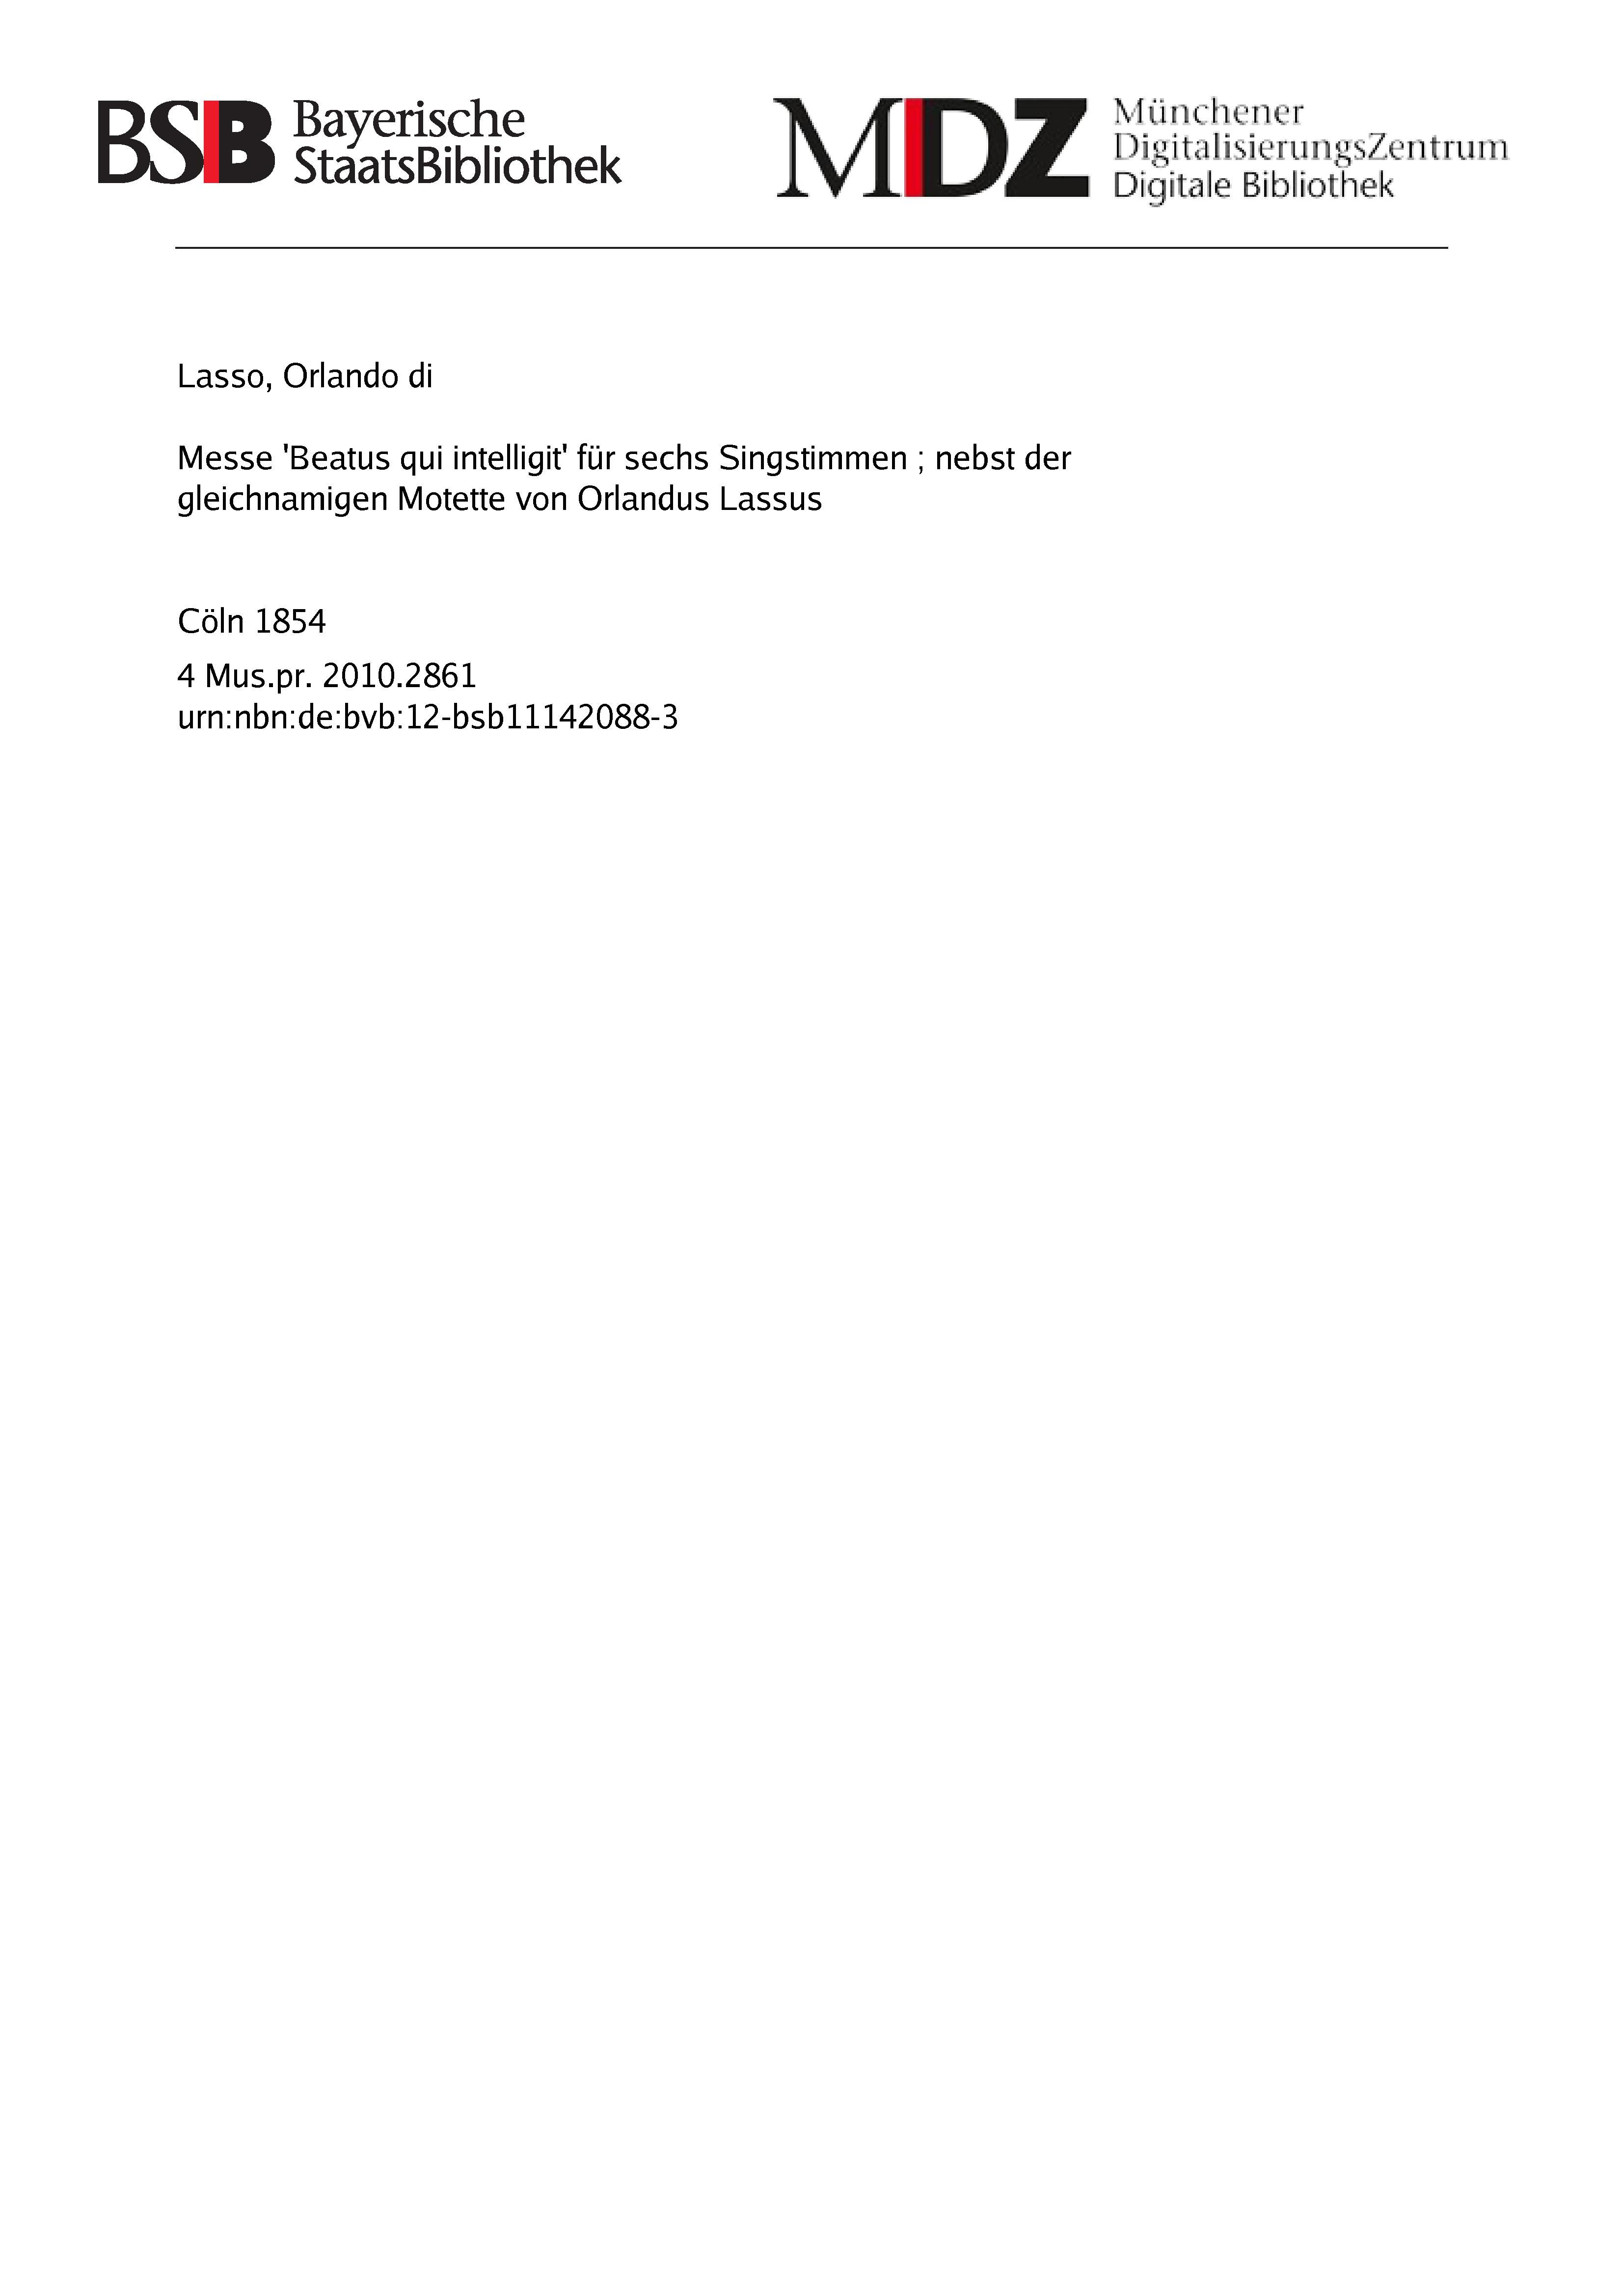 BSB Bayerische
StaatsBibliothek
MDZ Münchener
DigitalisierungsZentrum
Digitale Bibliothek
Lasso, Orlando di
Messe 'Beatus qui intelligit' für sechs Singstimmen ; nebst der
gleichnamigen Motette von Orlandus Lassus
Cöln 1854
4 Mus.pr. 2010.2861
urn:nbn:de:bvb:12-bsb11142088-3